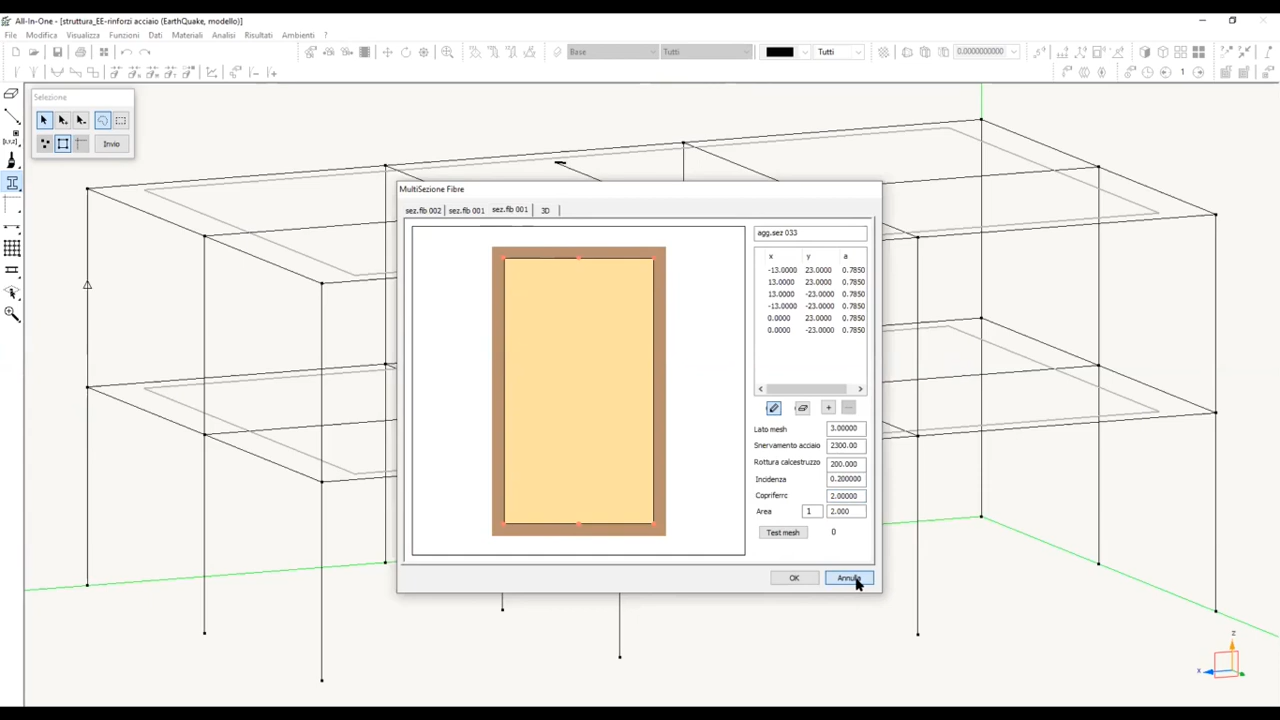 All-In-One - [struttura_EE-rinforzi acciaio (EarthQuake, modello)]
File Modifica Visualizza Funzioni Dati Materiali Analisi Risultati Ambienti ?
Base Tutti Tutti 0.0000000000
1
Selezione
Invio
[x,y,z]
MultiSezione Fibre
sez.fib 002 sez.fib 001 sez.fib 001 3D
agg.sez 033
x y a
-13.0000 23.0000 0.7850
13.0000 23.0000 0.7850
13.0000 -23.0000 0.7850
-13.0000 -23.0000 0.7850
0.0000 23.0000 0.7850
0.0000 -23.0000 0.7850
+
Lato mesh 3.00000
Snervamento acciaio 2300.00
Rottura calcestruzzo 200.000
Incidenza 0.200000
Copriferrc 2.00000
Area 1 2.000
Test mesh 0
OK Annulla
z
x